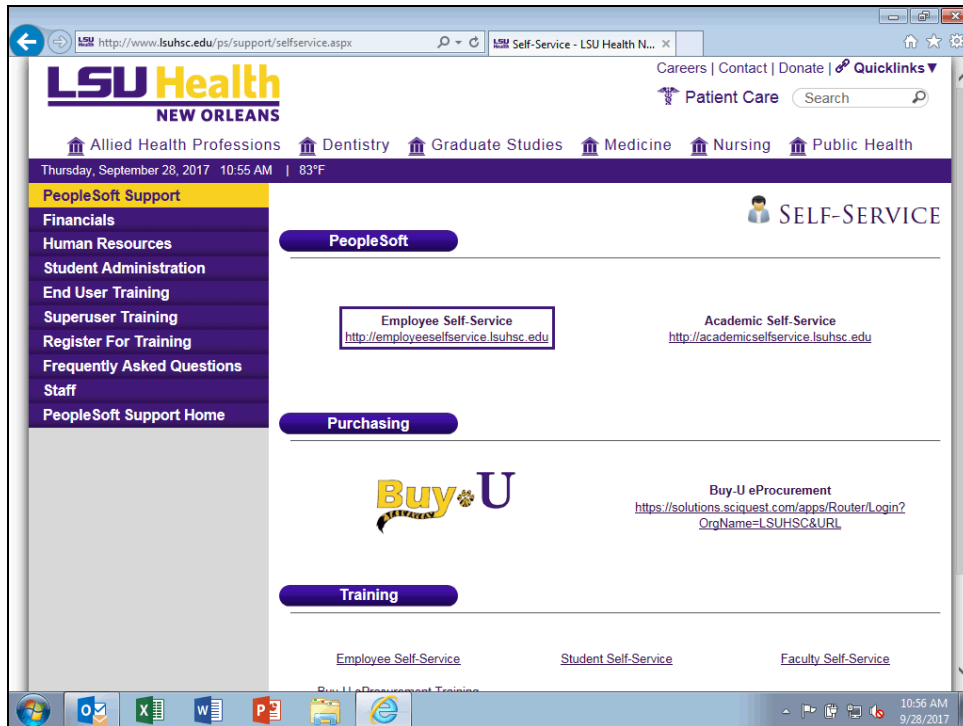 http://www.lsuhsc.edu/ps/support/selfservice.aspx
LSU Self-Service - LSU Health N...
LSU Health
NEW ORLEANS
Careers | Contact | Donate | Quicklinks ▼
Patient Care
Search
Allied Health Professions Dentistry Graduate Studies Medicine Nursing Public Health
Thursday, September 28, 2017 10:55 AM | 83°F
PeopleSoft Support
Financials
Human Resources
Student Administration
End User Training
Superuser Training
Register For Training
Frequently Asked Questions
Staff
PeopleSoft Support Home
SELF-SERVICE
PeopleSoft
Employee Self-Service
http://employeeselfservice.lsuhsc.edu
Academic Self-Service
http://academicselfservice.lsuhsc.edu
Purchasing
Buy U
Buy-U eProcurement
https://solutions.sciquest.com/apps/Router/Login?
OrgName=LSUHSC&URL
Training
Employee Self-Service Student Self-Service Faculty Self-Service
Buy-U eProcurement Training
10:56 AM
9/28/2017